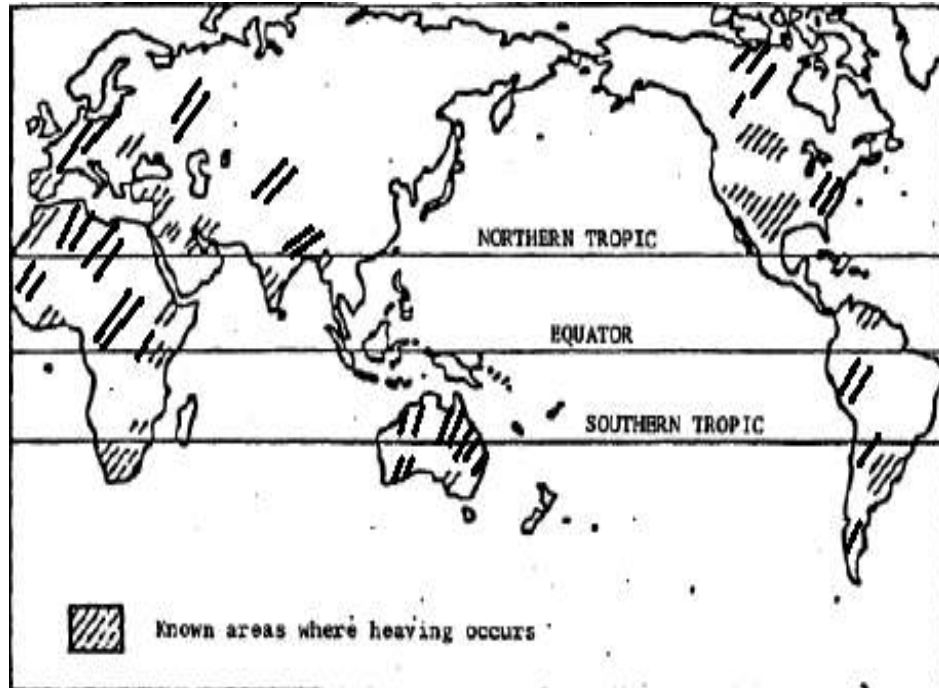 NORTHERN TROPIC
EQUATOR
SOUTHERN TROPIC
Known areas where heaving occurs